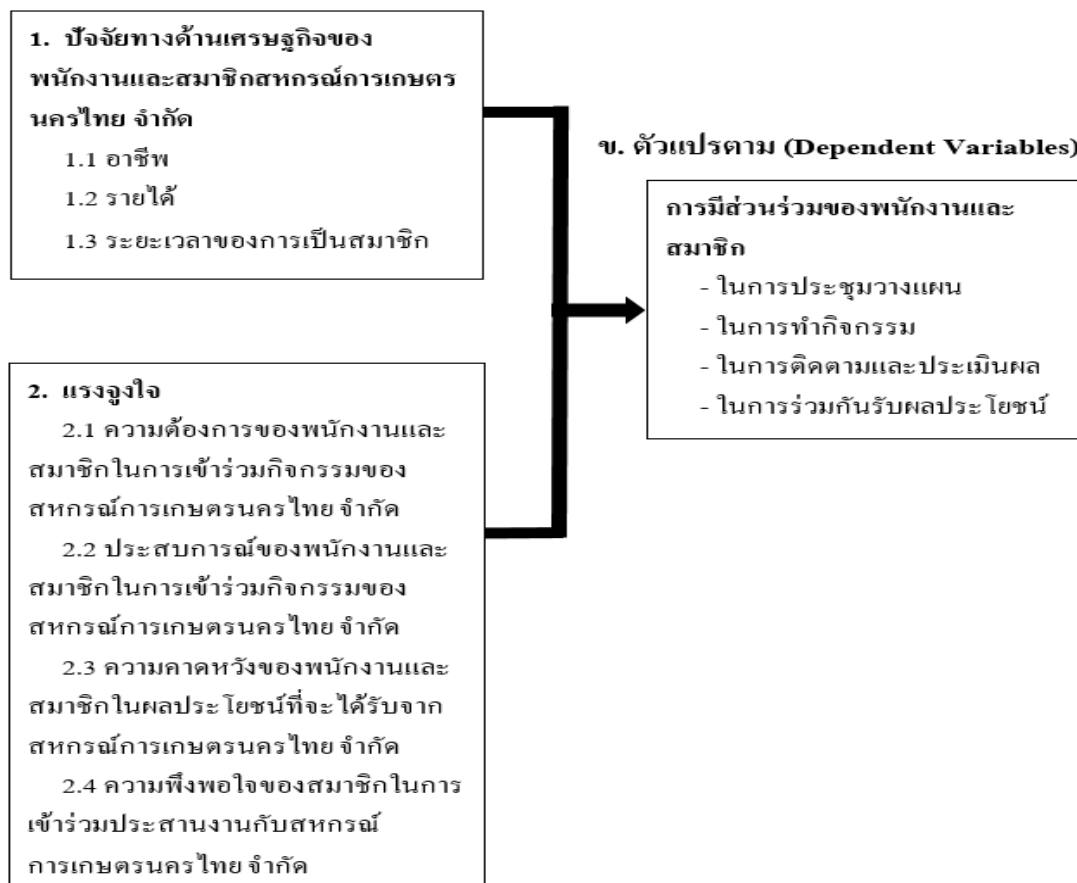 1. ปัจจัยทางด้านเศรษฐกิจของ
พนักงานและสมาชิกสหกรณ์การเกษตร
นครไทย จำกัด
1.1 อาชีพ
1.2 รายได้
1.3 ระยะเวลาของการเป็นสมาชิก
2. แรงจูงใจ
2.1 ความต้องการของพนักงานและ
สมาชิกในการเข้าร่วมกิจกรรมของ
สหกรณ์การเกษตรนครไทย จำกัด
2.2 ประสบการณ์ของพนักงานและ
สมาชิกในการเข้าร่วมกิจกรรมของ
สหกรณ์การเกษตรนครไทย จำกัด
2.3 ความคาดหวังของพนักงานและ
สมาชิกในผลประโยชน์ที่จะได้รับจาก
สหกรณ์การเกษตรนครไทย จำกัด
2.4 ความพึงพอใจของสมาชิกในการ
เข้าร่วมประสานงานกับสหกรณ์
การเกษตรนครไทย จำกัด
ข. ตัวแปรตาม (Dependent Variables)
การมีส่วนร่วมของพนักงานและ
สมาชิก
- ในการประชุมวางแผน
- ในการทำกิจกรรม
- ในการติดตามและประเมินผล
- ในการร่วมกันรับผลประโยชน์